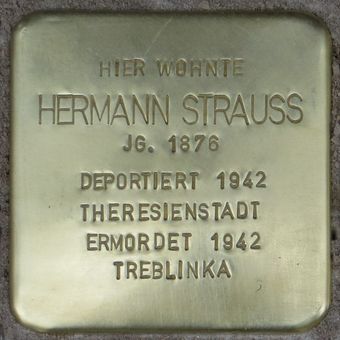 HIER WOHNTE
HERMANN STRAUSS
JG. 1876
DEPORTIERT 1942
THERESIENSTADT
ERMORDET 1942
TREBLINKA